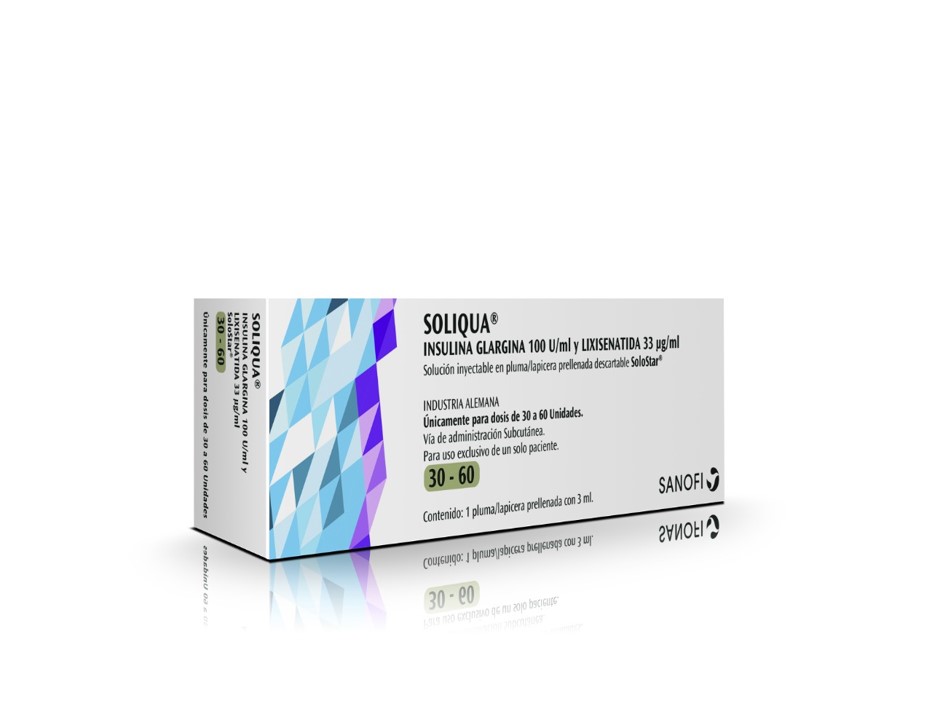 SOLIQUA®
INSULINA GLARGINA 100 U/ml y LIXISENATIDA 33 µg/ml
Solución inyectable en pluma/lapicera prellenada descartable SoloStar®
INDUSTRIA ALEMANA
Únicamente para dosis de 30 a 60 Unidades.
Vía de administración Subcutánea.
Para uso exclusivo de un solo paciente.
30 - 60
Contenido: 1 pluma/lapicera prellenada con 3 ml.
SANOFI
SOLIQUA®
INSULINA GLARGINA 100 U/ml y
LIXISENATIDA 33 µg/ml
SoloStar®
30 - 60
Únicamente para dosis de 30 a 60 Unidades